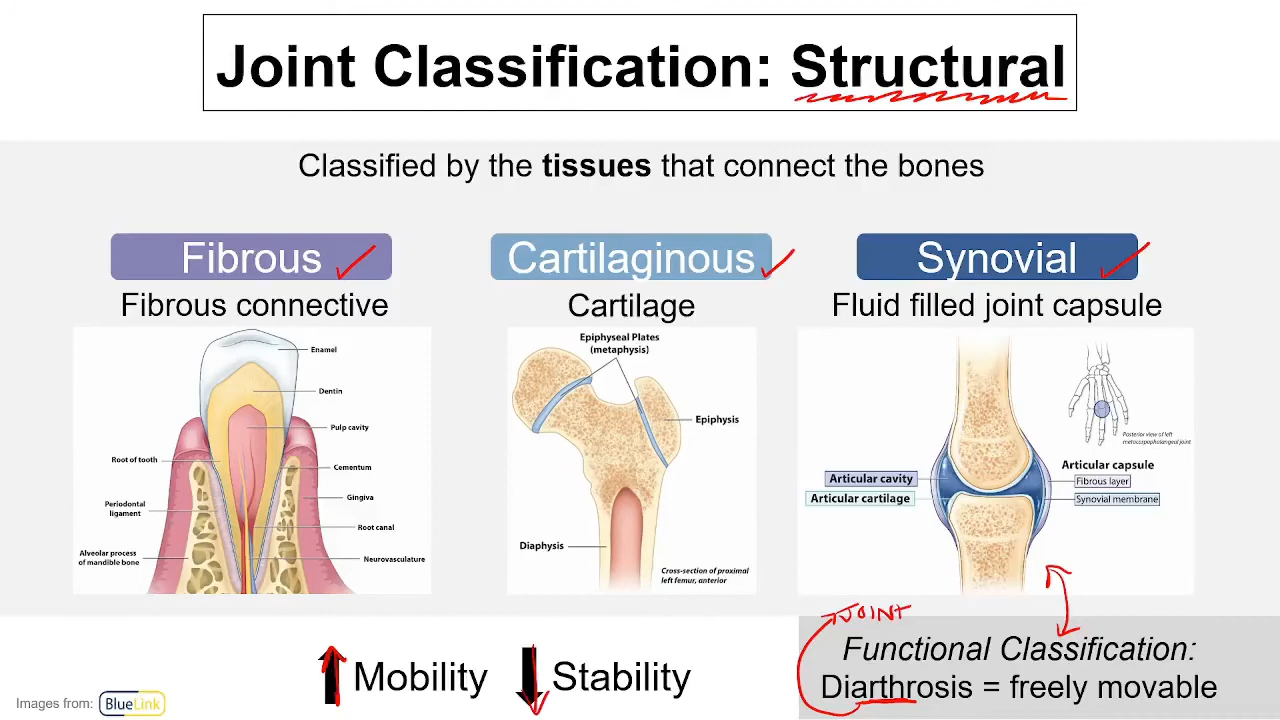 Joint Classification: Structural
Classified by the tissues that connect the bones
Fibrous
Fibrous connective
Enamel
Dentin
Pulp cavity
Root of tooth
Cementum
Gingiva
Periodontal
ligament
Root canal
Alveolar process
of mandible bone
Neurovasculature
Cartilaginous
Cartilage
Epiphyseal Plates
(metaphysis)
Epiphysis
Diaphysis
Cross-section of proximal
left femur, anterior
Synovial
Fluid filled joint capsule
Posterior view of left
metacarpophalangeal joint
Articular capsule
Fibrous layer
Synovial membrane
Articular cavity
Articular cartilage
JOINT
Functional Classification:
Diarthrosis = freely movable
Mobility
Stability
Images from: BlueLink